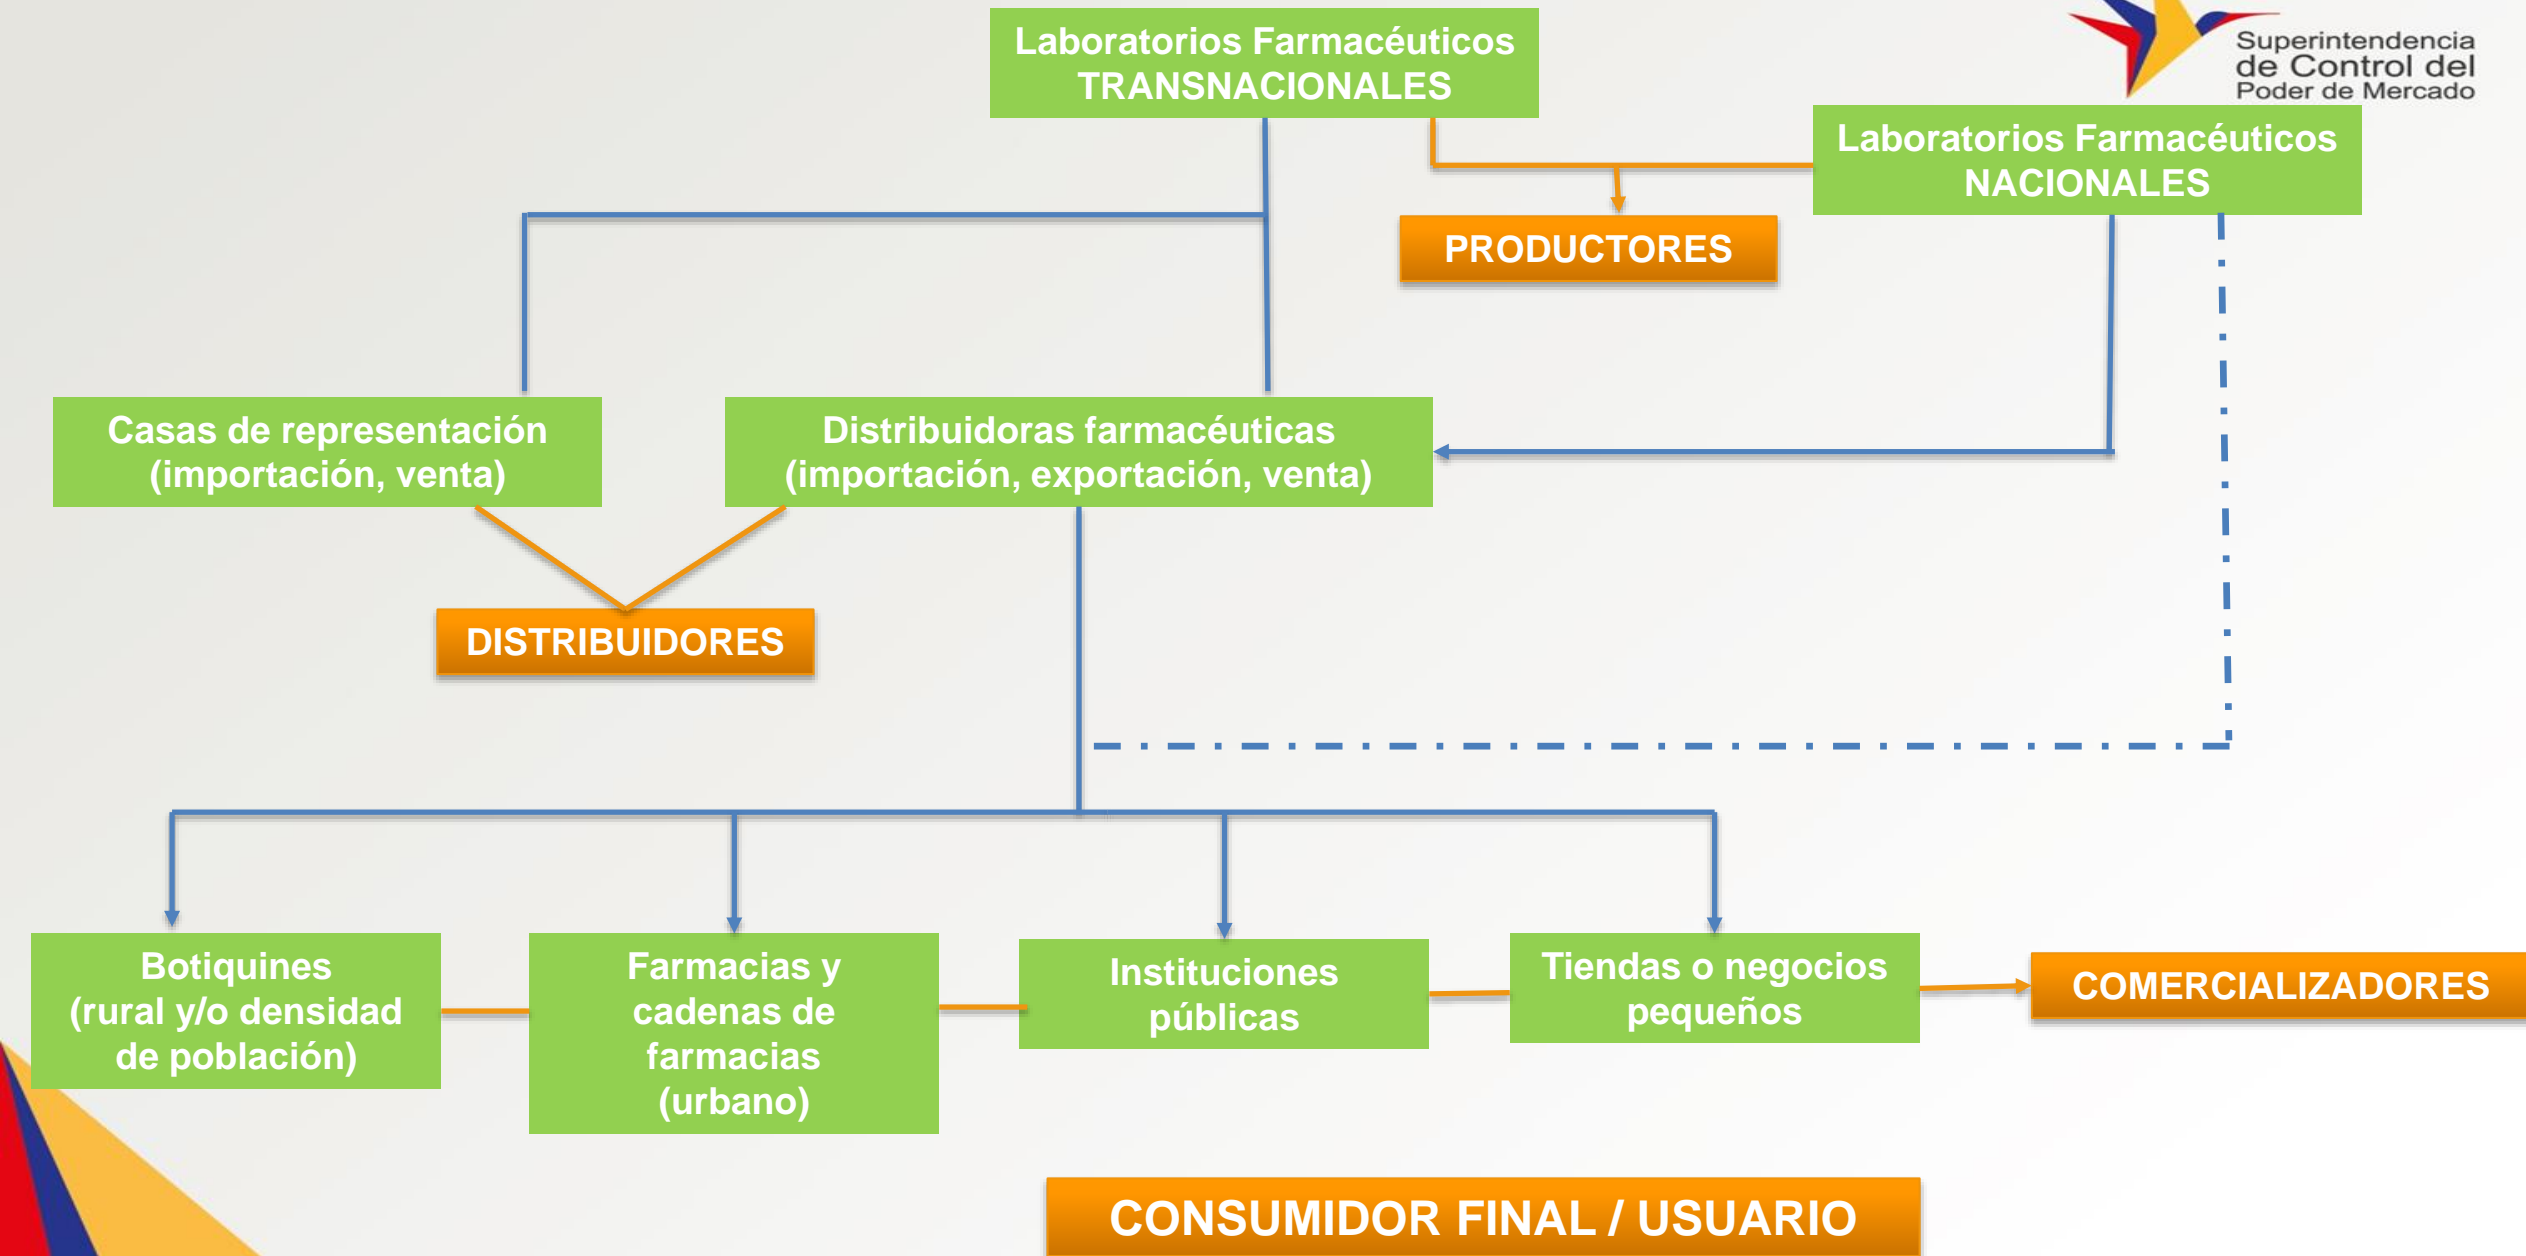 Laboratorios Farmacéuticos
TRANSNACIONALES
Superintendencia
de Control del
Poder de Mercado
Laboratorios Farmacéuticos
NACIONALES
PRODUCTORES
Casas de representación
(importación, venta)
Distribuidoras farmacéuticas
(importación, exportación, venta)
DISTRIBUIDORES
Botiquines
(rural y/o densidad
de población)
Farmacias y
cadenas de
farmacias
(urbano)
Instituciones
públicas
Tiendas o negocios
pequeños
COMERCIALIZADORES
CONSUMIDOR FINAL / USUARIO